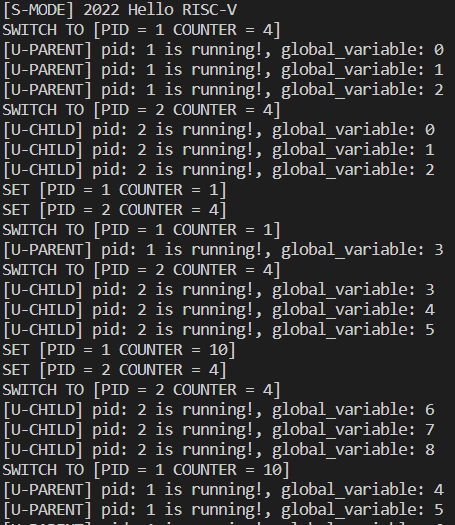 [S-MODE] 2022 Hello RISC-V
SWITCH TO [PID = 1 COUNTER = 4]
[U-PARENT] pid: 1 is running!, global_variable: 0
[U-PARENT] pid: 1 is running!, global_variable: 1
[U-PARENT] pid: 1 is running!, global_variable: 2
SWITCH TO [PID = 2 COUNTER = 4]
[U-CHILD] pid: 2 is running!, global_variable: 0
[U-CHILD] pid: 2 is running!, global_variable: 1
[U-CHILD] pid: 2 is running!, global_variable: 2
SET [PID = 1 COUNTER = 1]
SET [PID = 2 COUNTER = 4]
SWITCH TO [PID = 1 COUNTER = 1]
[U-PARENT] pid: 1 is running!, global_variable: 3
SWITCH TO [PID = 2 COUNTER = 4]
[U-CHILD] pid: 2 is running!, global_variable: 3
[U-CHILD] pid: 2 is running!, global_variable: 4
[U-CHILD] pid: 2 is running!, global_variable: 5
SET [PID = 1 COUNTER = 10]
SET [PID = 2 COUNTER = 4]
SWITCH TO [PID = 2 COUNTER = 4]
[U-CHILD] pid: 2 is running!, global_variable: 6
[U-CHILD] pid: 2 is running!, global_variable: 7
[U-CHILD] pid: 2 is running!, global_variable: 8
SWITCH TO [PID = 1 COUNTER = 10]
[U-PARENT] pid: 1 is running!, global_variable: 4
[U-PARENT] pid: 1 is running!, global_variable: 5